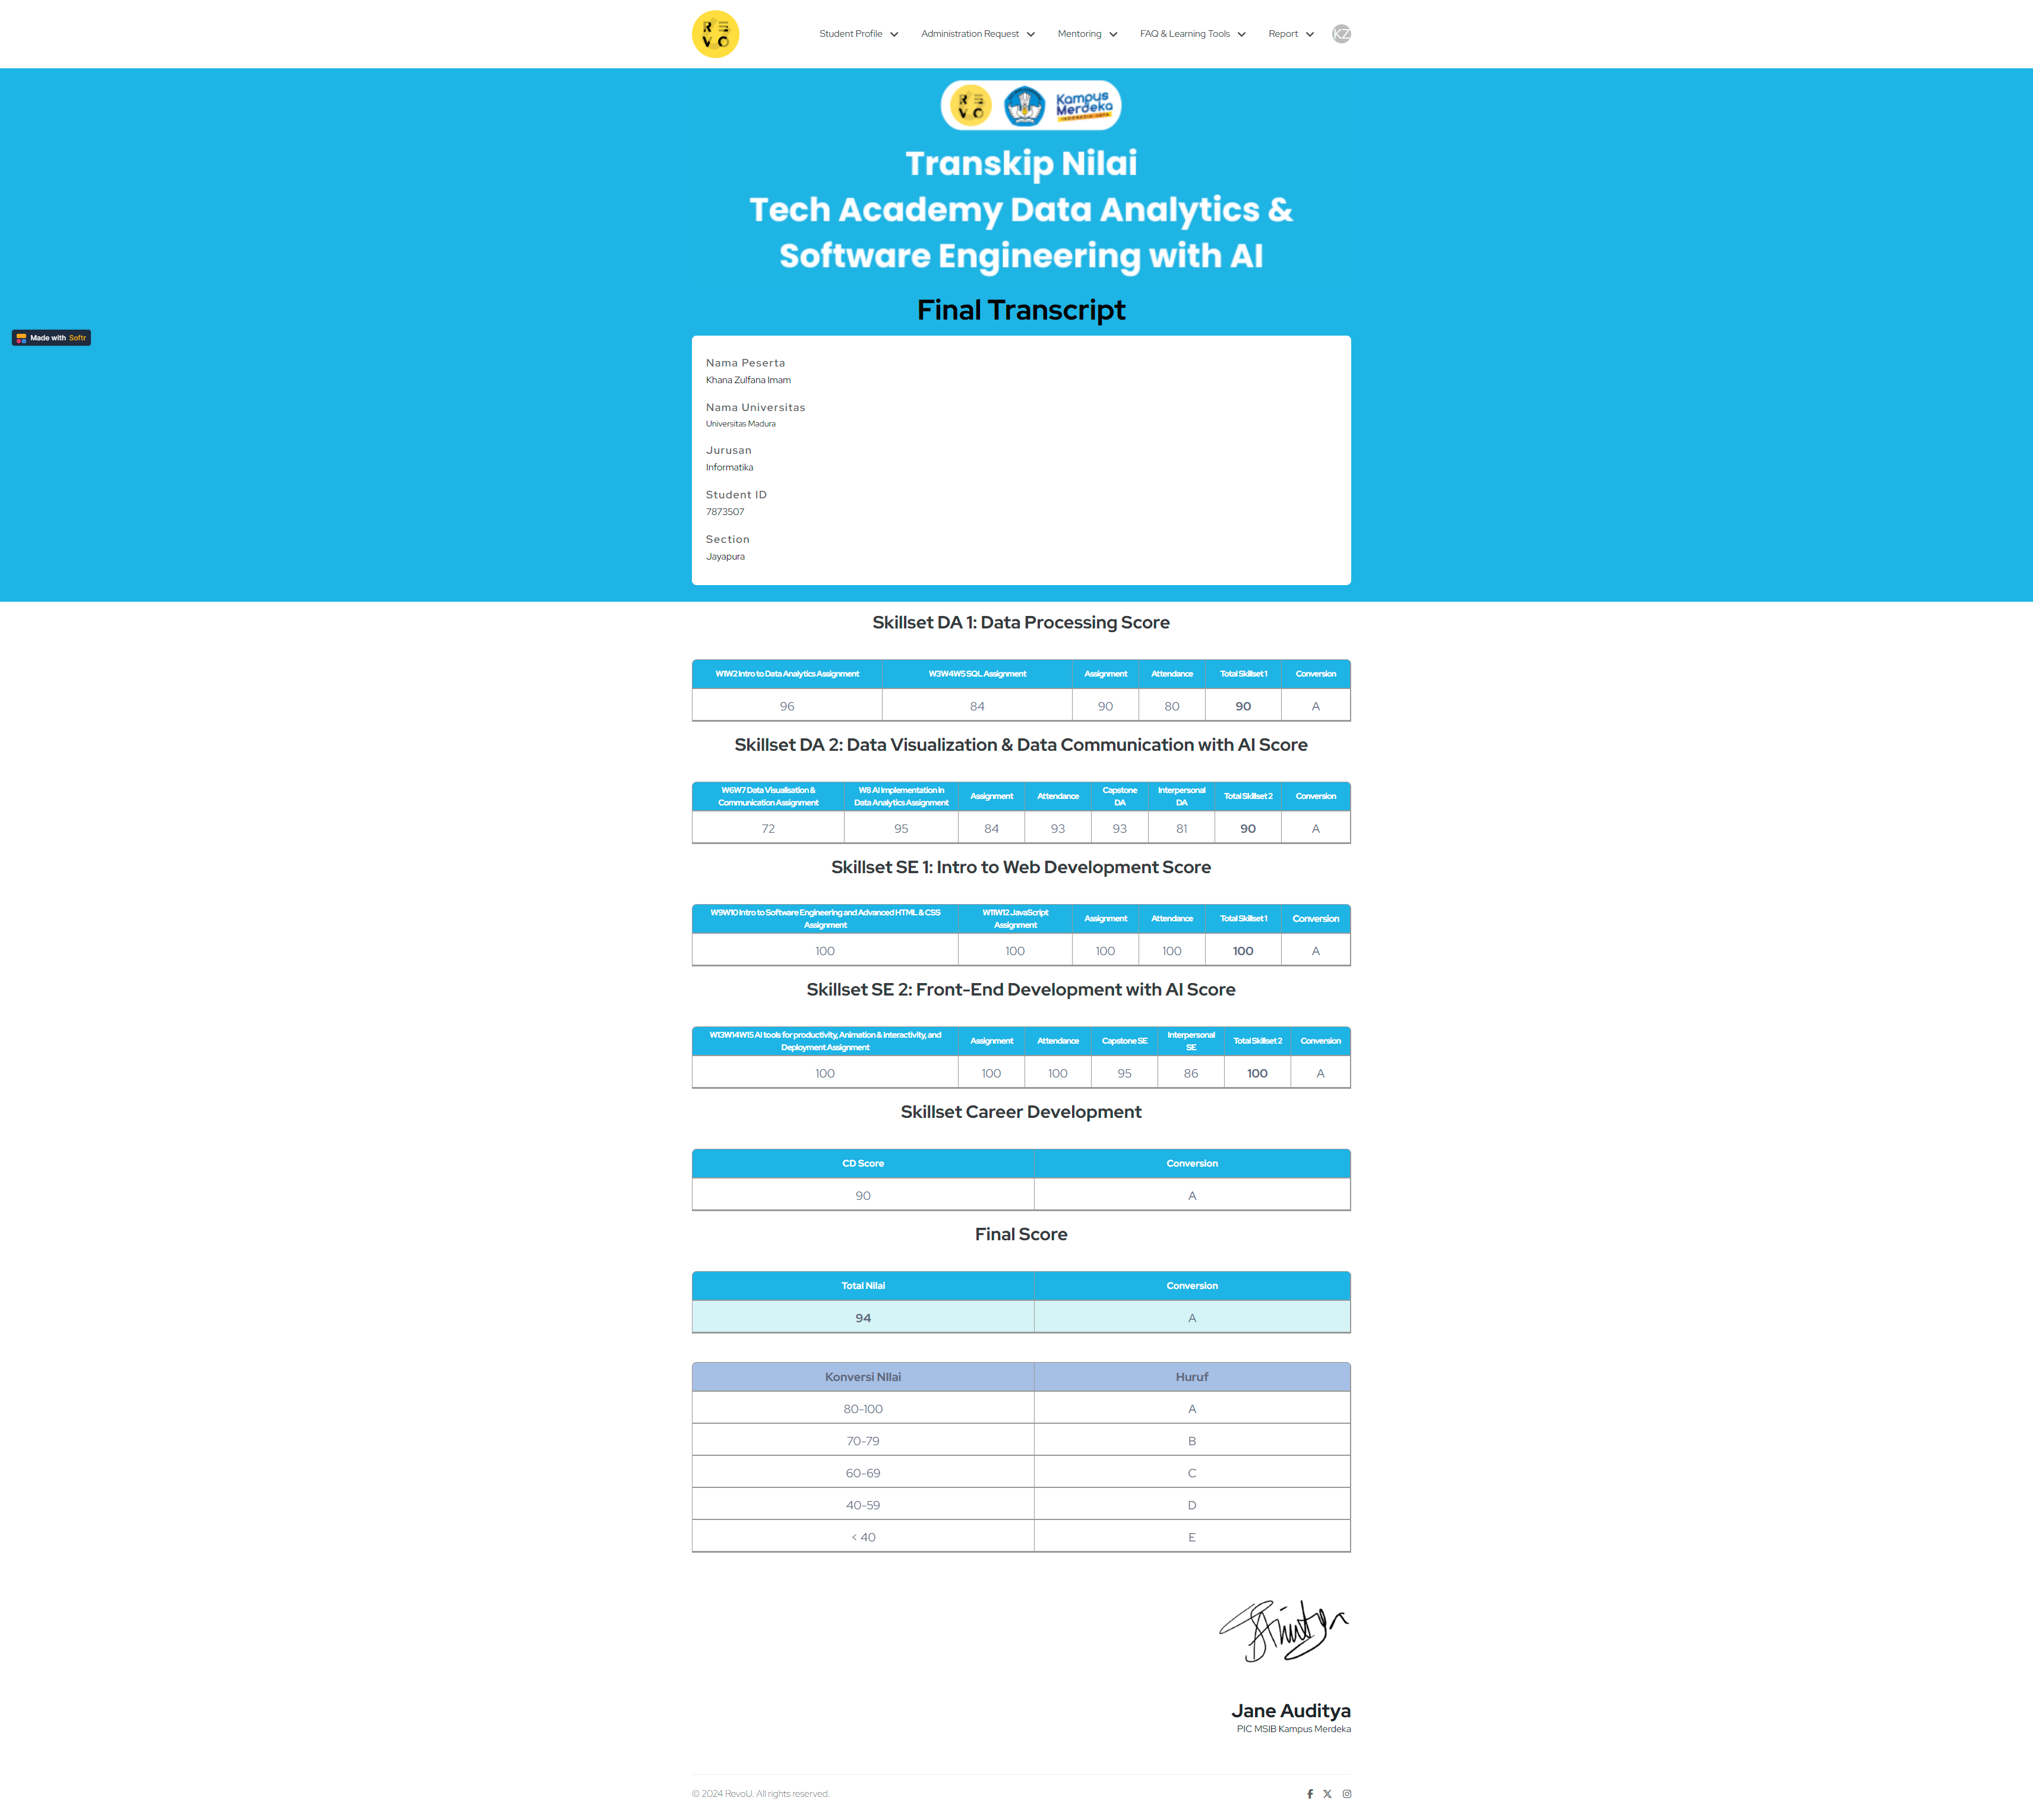 REVO
Student Profile Administration Request Mentoring FAQ & Learning Tools Report KZ
REVO Kampus Merdeka INDONESIA JAYA
Transkip Nilai
Tech Academy Data Analytics &
Software Engineering with AI
Final Transcript
Made with Softr
Nama Peserta
Khana Zulfana Imam
Nama Universitas
Universitas Madura
Jurusan
Informatika
Student ID
7873507
Section
Jayapura
Skillset DA 1: Data Processing Score
W1W2 Intro to Data Analytics Assignment W3W4W5 SQL Assignment Assignment Attendance Total Skillset 1 Conversion
96 84 90 80 90 A
Skillset DA 2: Data Visualization & Data Communication with AI Score
W6W7 Data Visualisation & Communication Assignment W8 AI Implementation in Data Analytics Assignment Assignment Attendance Capstone DA Interpersonal DA Total Skillset 2 Conversion
72 95 84 93 93 81 90 A
Skillset SE 1: Intro to Web Development Score
W9W10 Intro to Software Engineering and Advanced HTML & CSS Assignment W11W12 JavaScript Assignment Assignment Attendance Total Skillset 1 Conversion
100 100 100 100 100 A
Skillset SE 2: Front-End Development with AI Score
W13W14W15 Ai tools for productivity, Animation & Interactivity, and Deployment Assignment Assignment Attendance Capstone SE Interpersonal SE Total Skillset 2 Conversion
100 100 100 95 86 100 A
Skillset Career Development
CD Score Conversion
90 A
Final Score
Total Nilai Conversion
94 A
Konversi NIlai Huruf
80-100 A
70-79 B
60-69 C
40-59 D
< 40 E
Jane Auditya
PIC MSIB Kampus Merdeka
© 2024 RevoU. All rights reserved.